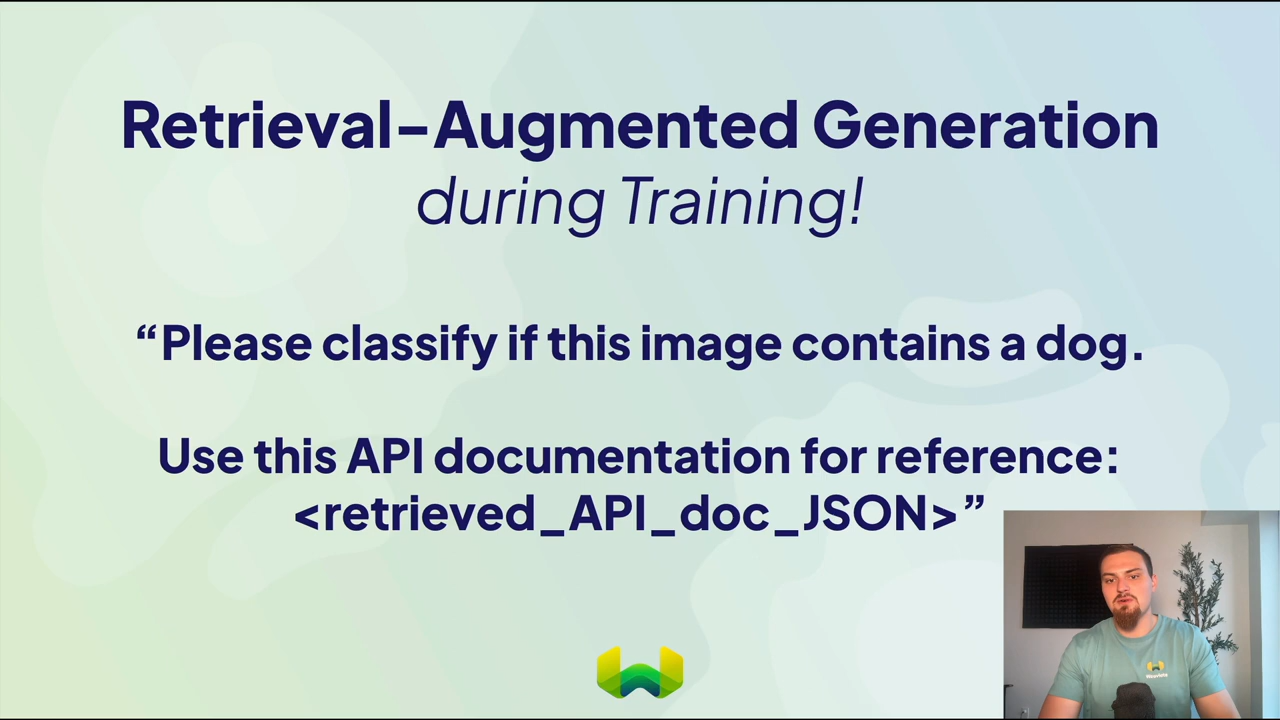 Retrieval-Augmented Generation
during Training!
“Please classify if this image contains a dog.
Use this API documentation for reference:
<retrieved_API_doc_JSON>”
Weaviate